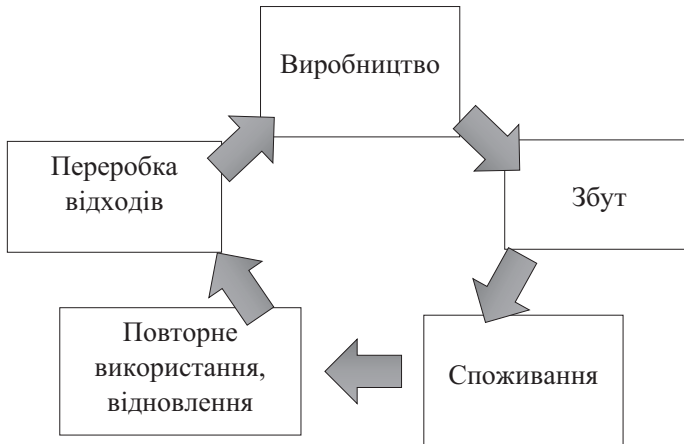 Виробництво
Збут
Споживання
Повторне
використання,
відновлення
Переробка
відходів